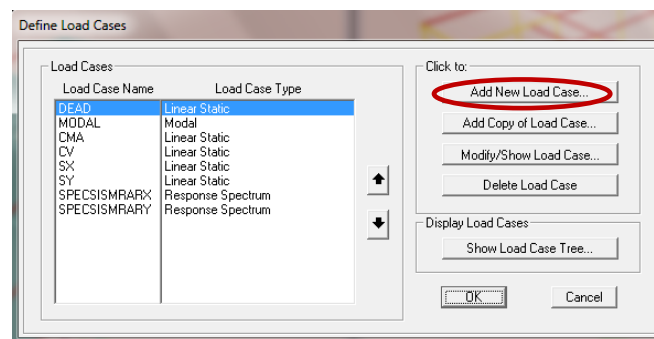 Define Load Cases
Load Cases
Load Case Name Load Case Type
DEAD Linear Static
MODAL Modal
CMA Linear Static
CV Linear Static
SX Linear Static
SY Linear Static
SPECSISMRARX Response Spectrum
SPECSISMRARY Response Spectrum
Click to:
Add New Load Case...
Add Copy of Load Case...
Modify/Show Load Case...
Delete Load Case
Display Load Cases
Show Load Case Tree...
OK Cancel